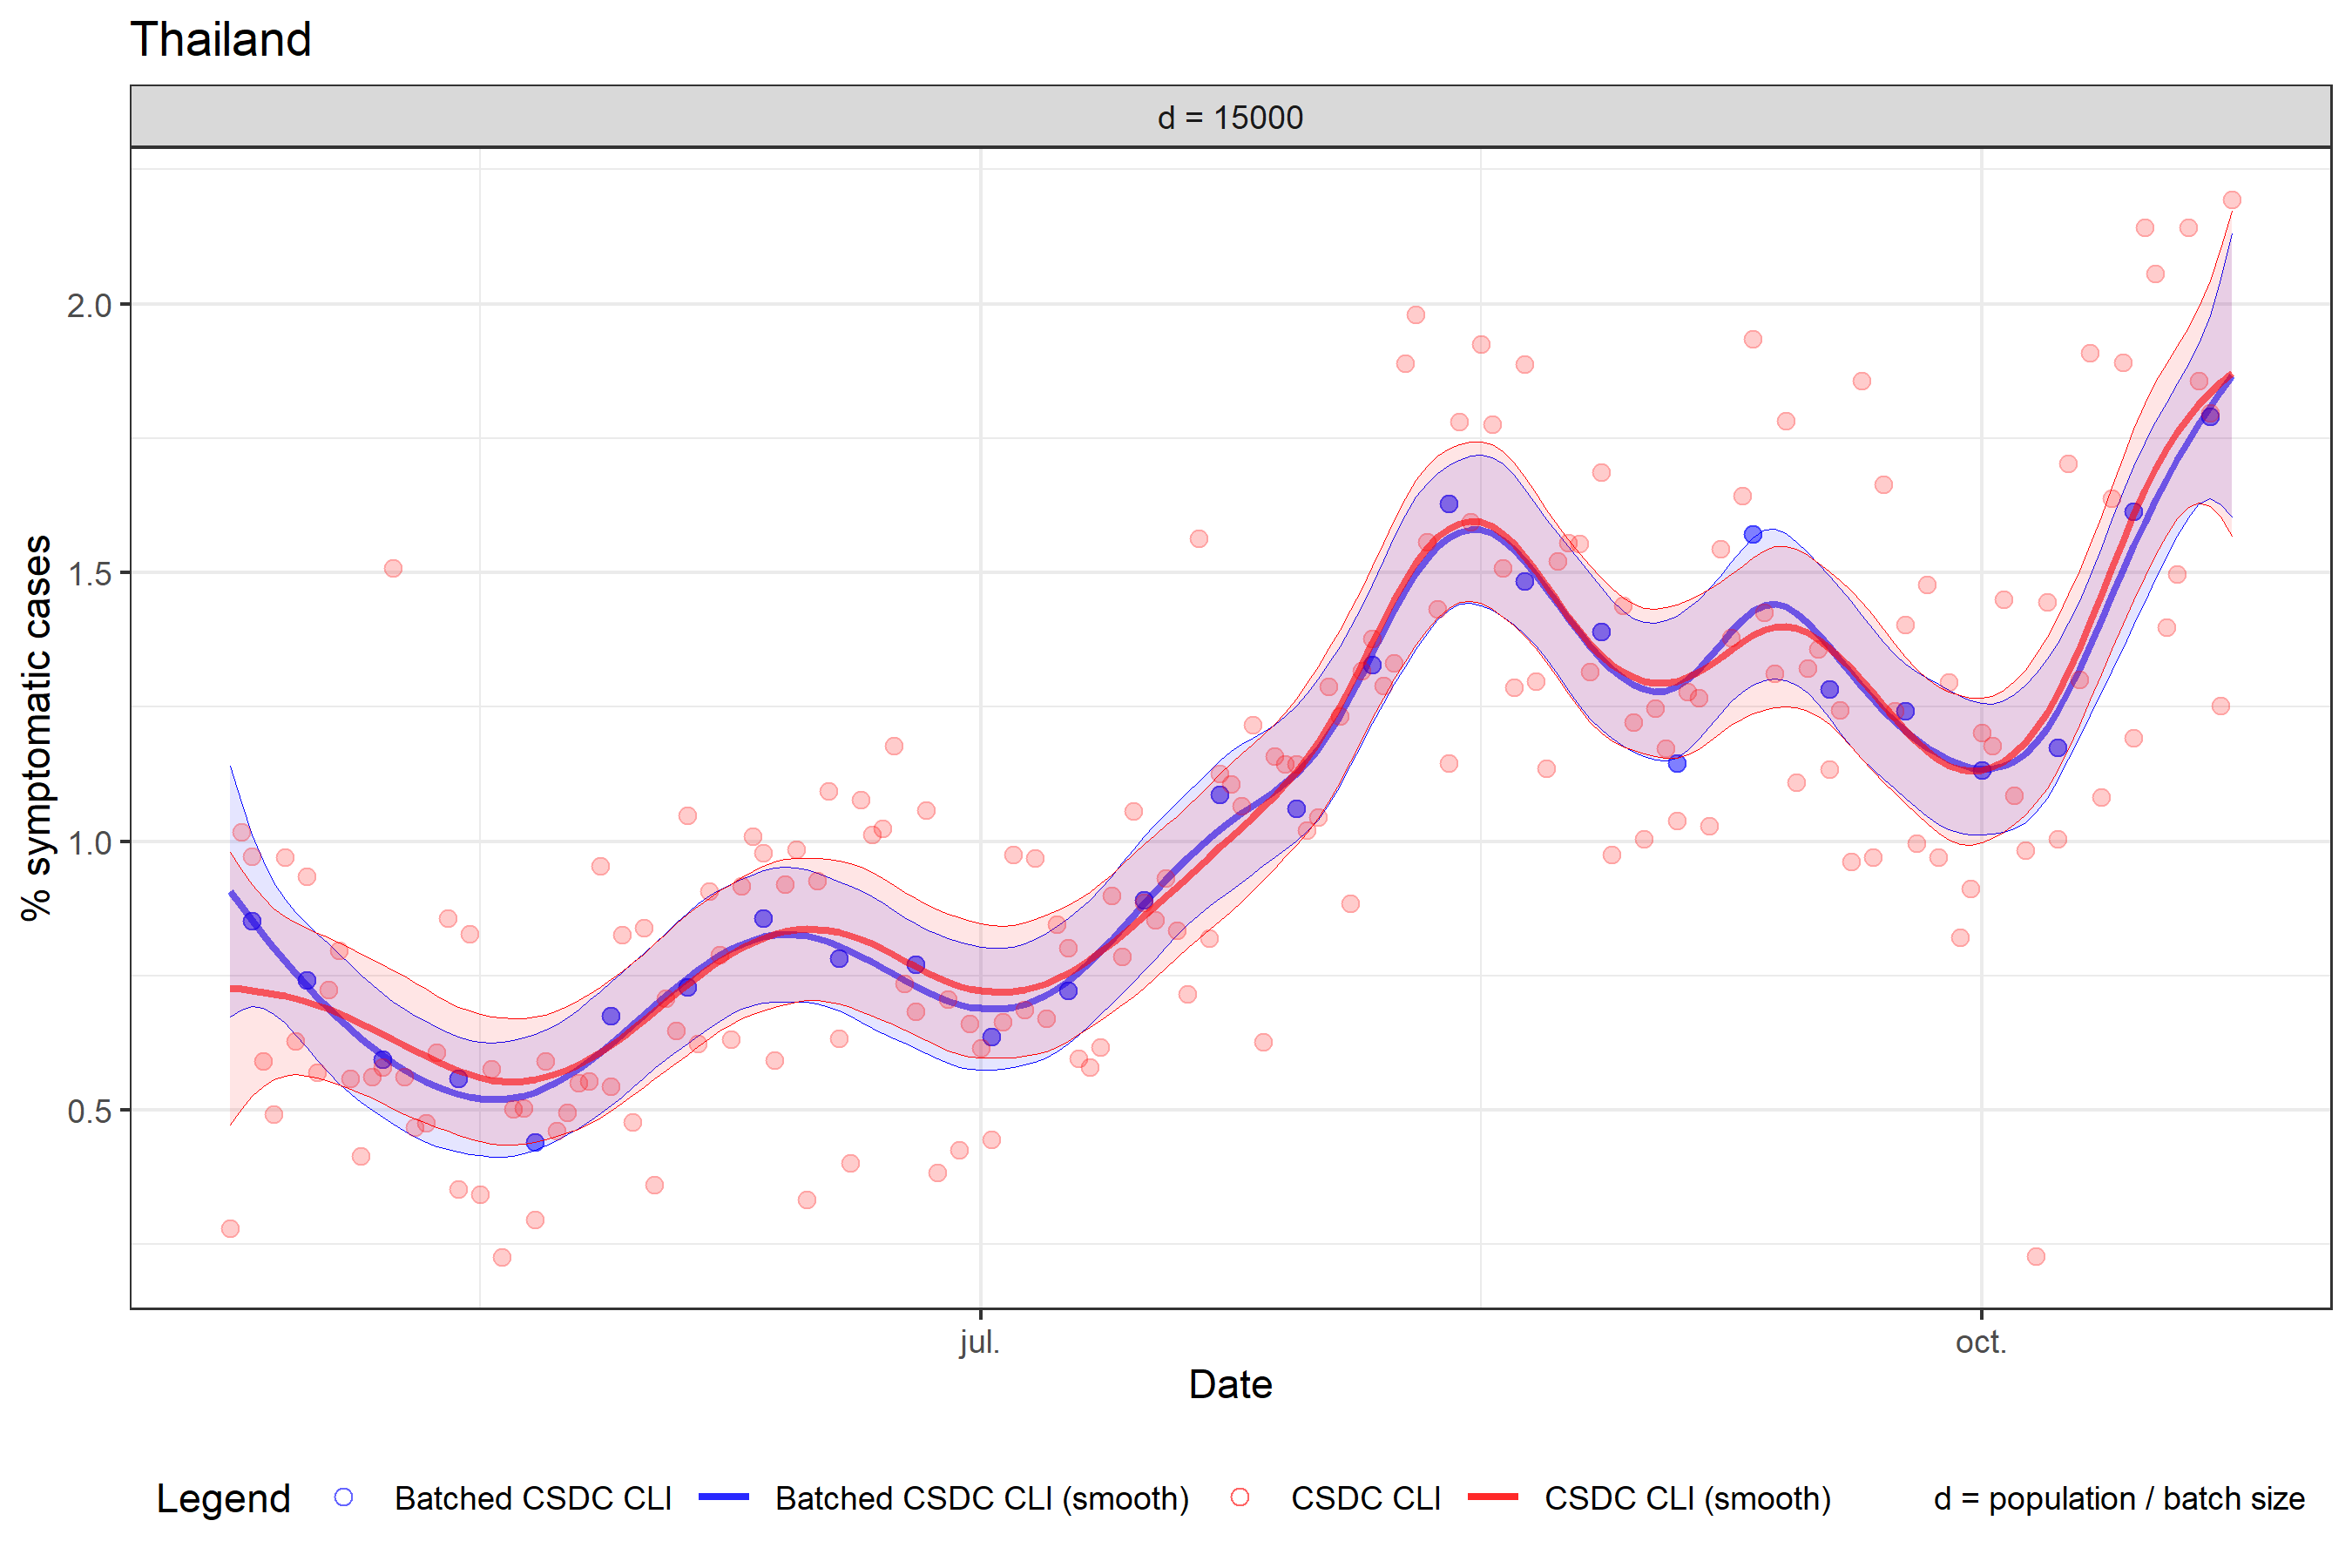 Thailand
d = 15000
% symptomatic cases
2.0
1.5
1.0
0.5
jul.
oct.
Date
Legend
Batched CSDC CLI
Batched CSDC CLI (smooth)
CSDC CLI
CSDC CLI (smooth)
d = population / batch size